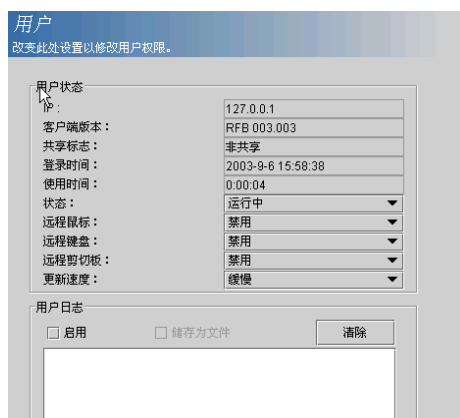 用户
改变此处设置以修改用户权限。
用户状态
IP： 127.0.0.1
客户端版本： RFB 003.003
共享标志： 非共享
登录时间： 2003-9-6 15:58:38
使用时间： 0:00:04
状态： 运行中
远程鼠标： 禁用
远程键盘： 禁用
远程剪切板： 禁用
更新速度： 缓慢
用户日志
启用 储存为文件 清除